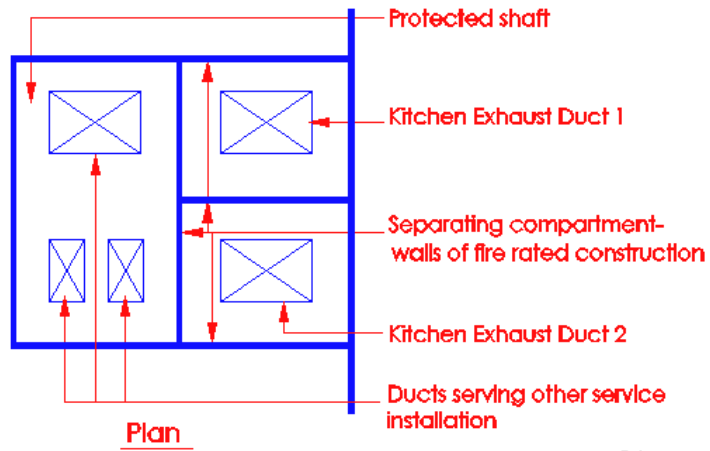 Protected shaft
Kitchen Exhaust Duct 1
Separating compartment-
walls of fire rated construction
Kitchen Exhaust Duct 2
Ducts serving other service
installation
Plan